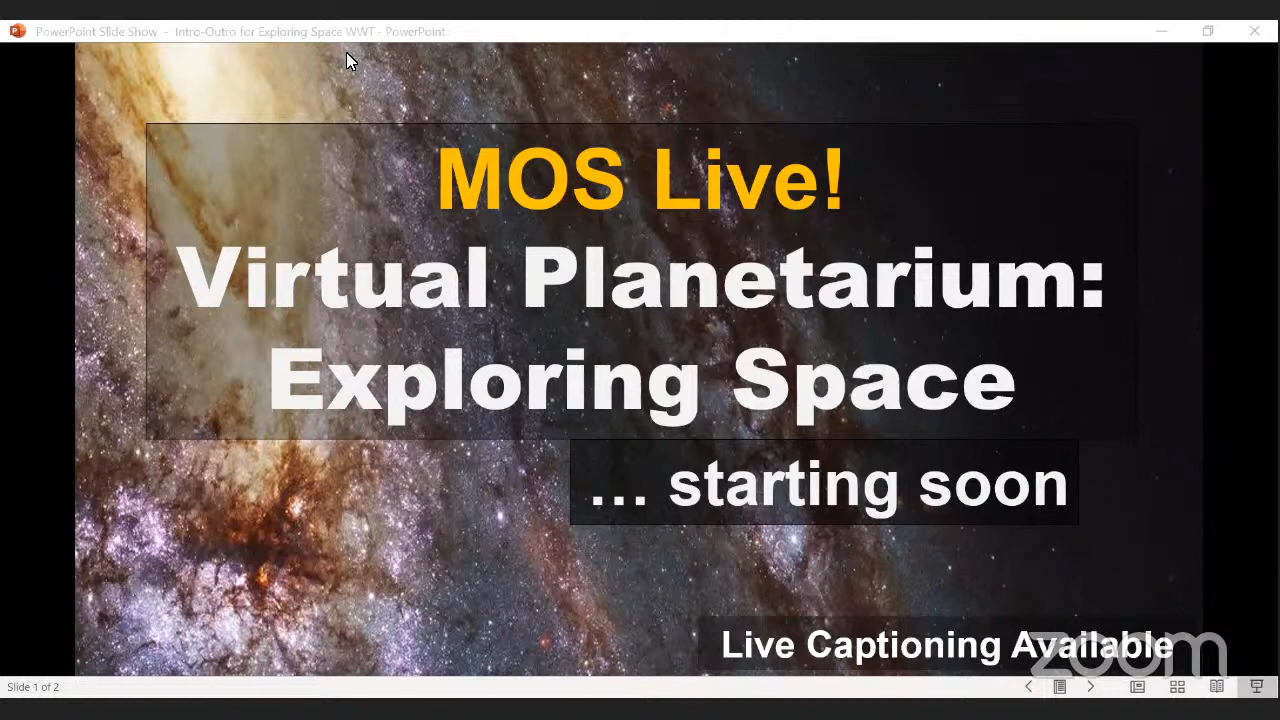 PowerPoint Slide Show - Intro-Outro for Exploring Space WWT - PowerPoint
MOS Live!
Virtual Planetarium:
Exploring Space
... starting soon
Live Captioning Available
zoom
Slide 1 of 2